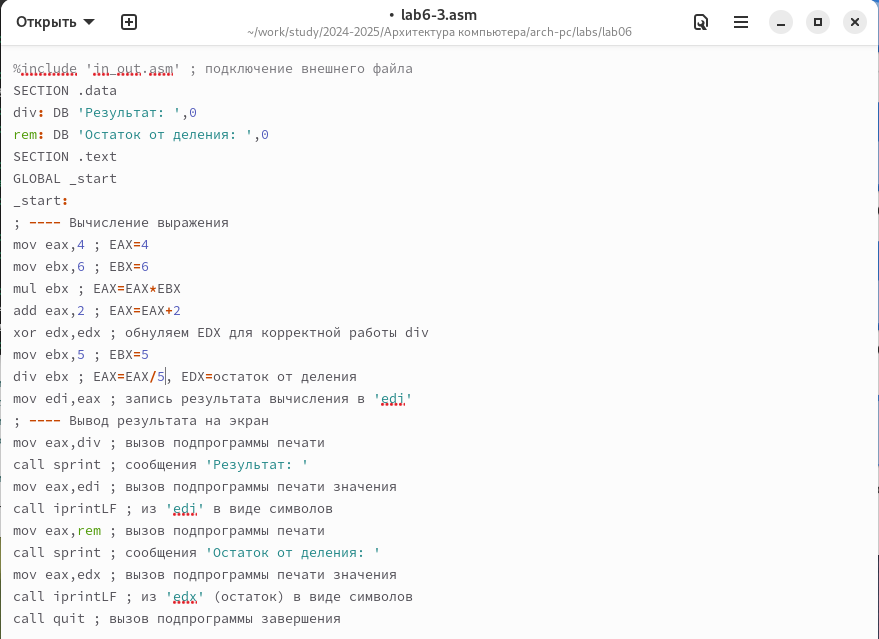 Открыть
• lab6-3.asm
~/work/study/2024-2025/Архитектура компьютера/arch-pc/labs/lab06
%include 'in_out.asm' ; подключение внешнего файла
SECTION .data
div: DB 'Результат: ',0
rem: DB 'Остаток от деления: ',0
SECTION .text
GLOBAL _start
_start:
; ---- Вычисление выражения
mov eax,4 ; EAX=4
mov ebx,6 ; EBX=6
mul ebx ; EAX=EAX*EBX
add eax,2 ; EAX=EAX+2
xor edx,edx ; обнуляем EDX для корректной работы div
mov ebx,5 ; EBX=5
div ebx ; EAX=EAX/5, EDX=остаток от деления
mov edi,eax ; запись результата вычисления в 'edi'
; ---- Вывод результата на экран
mov eax,div ; вызов подпрограммы печати
call sprint ; сообщения 'Результат: '
mov eax,edi ; вызов подпрограммы печати значения
call iprintLF ; из 'edi' в виде символов
mov eax,rem ; вызов подпрограммы печати
call sprint ; сообщения 'Остаток от деления: '
mov eax,edx ; вызов подпрограммы печати значения
call iprintLF ; из 'edx' (остаток) в виде символов
call quit ; вызов подпрограммы завершения